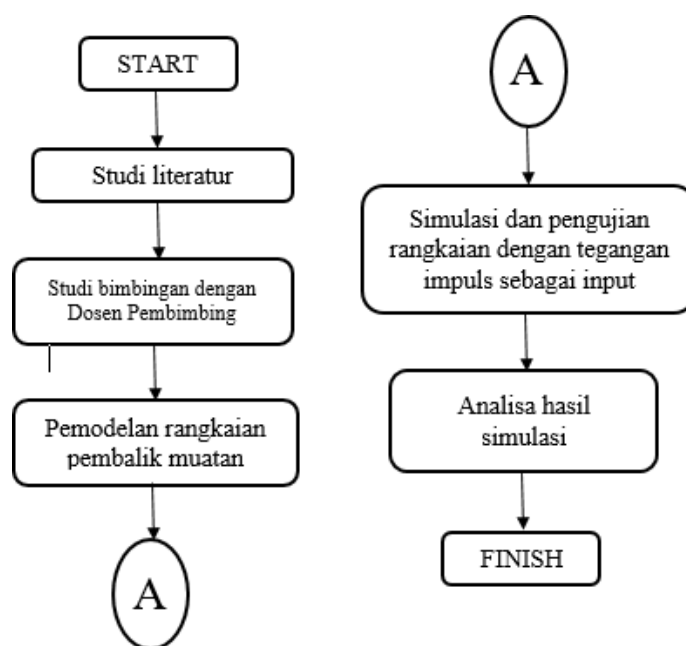 START
Studi literatur
Studi bimbingan dengan
Dosen Pembimbing
Pemodelan rangkaian
pembalik muatan
A
A
Simulasi dan pengujian
rangkaian dengan tegangan
impuls sebagai input
Analisa hasil
simulasi
FINISH